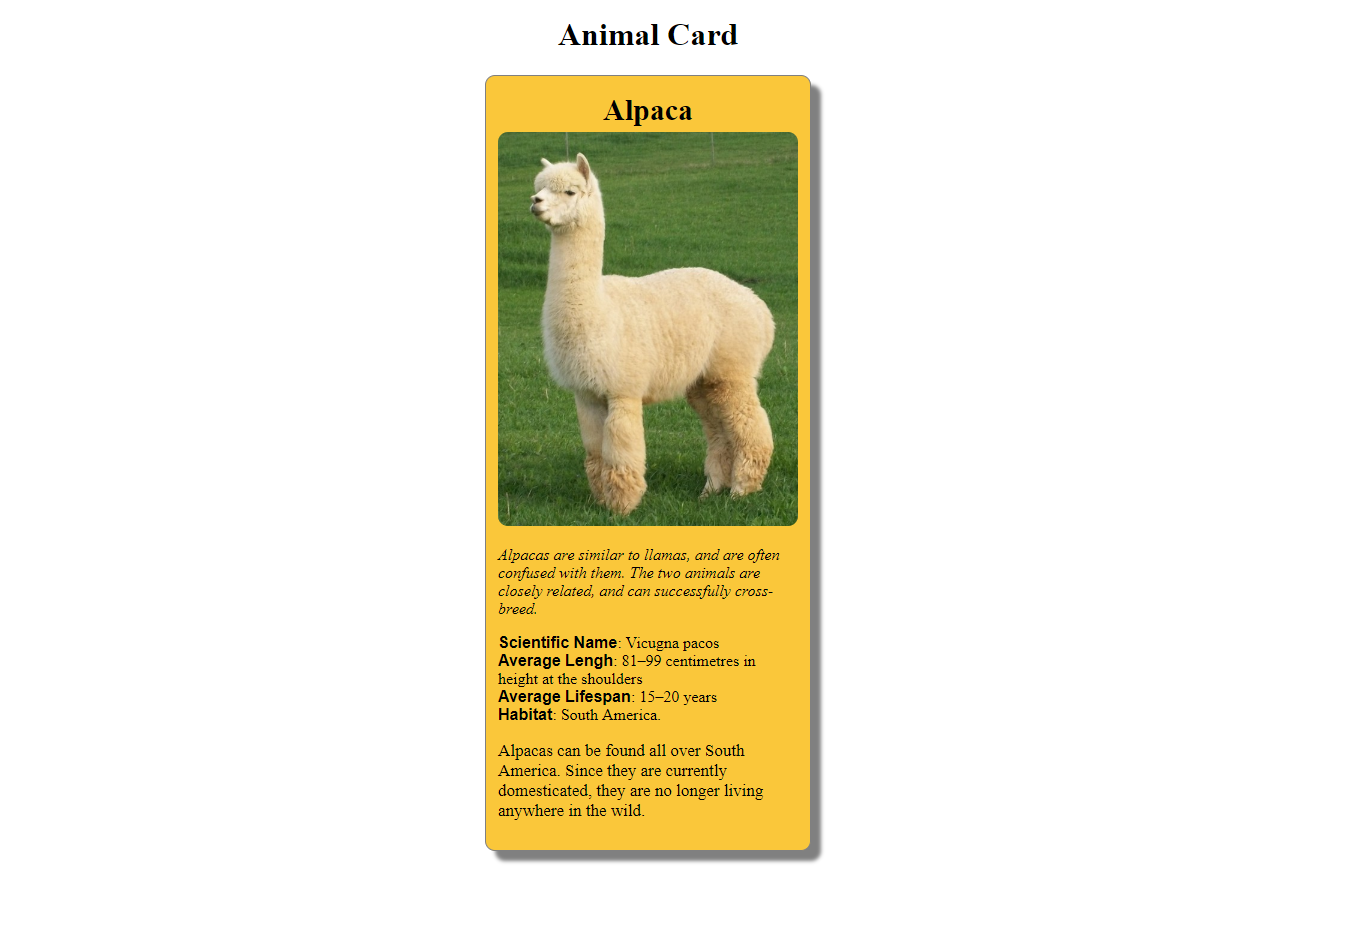 Animal Card
Alpaca
Alpacas are similar to llamas, and are often
confused with them. The two animals are
closely related, and can successfully cross-
breed.
Scientific Name: Vicugna pacos
Average Lengh: 81–99 centimetres in
height at the shoulders
Average Lifespan: 15–20 years
Habitat: South America.
Alpacas can be found all over South
America. Since they are currently
domesticated, they are no longer living
anywhere in the wild.